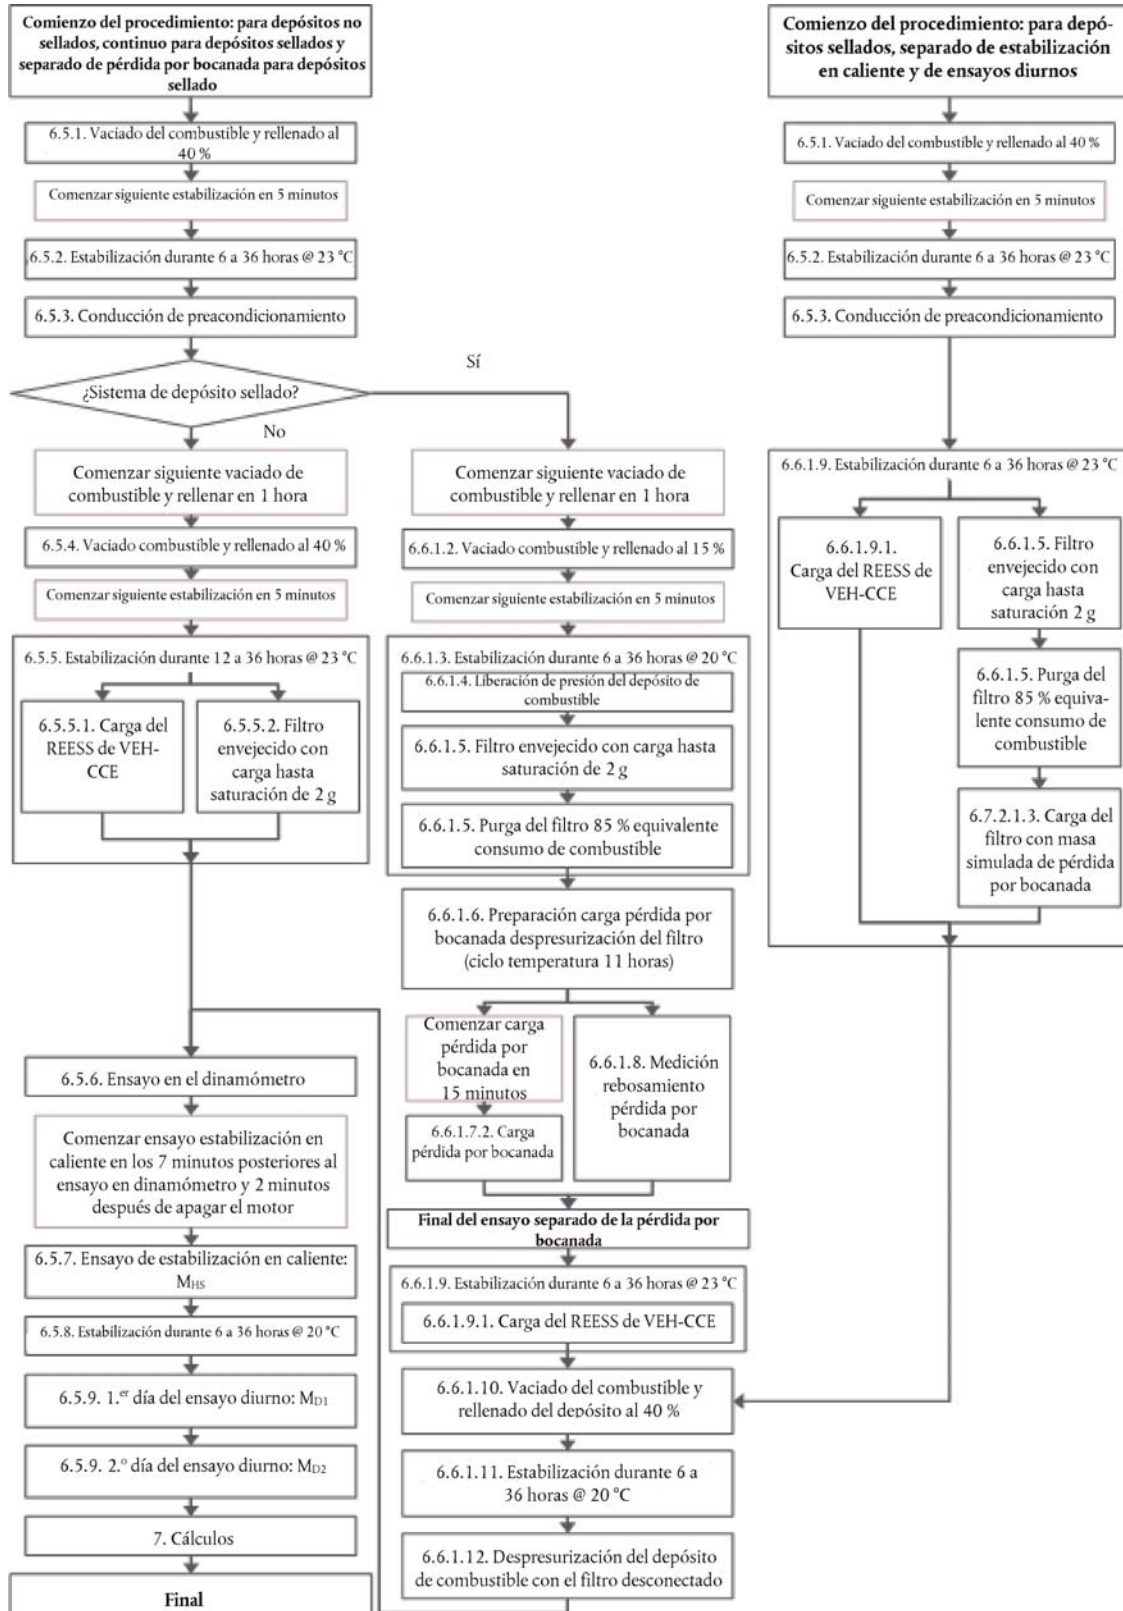 Comienzo del procedimiento: para depósitos no
sellados, continuo para depósitos sellados y
separado de pérdida por bocanada para depósitos
sellado
6.5.1. Vaciado del combustible y rellenado al
40 %
Comenzar siguiente estabilización en 5 minutos
6.5.2. Estabilización durante 6 a 36 horas @ 23 °C
6.5.3. Conducción de preacondicionamiento
¿Sistema de depósito sellado?
Sí
No
Comenzar siguiente vaciado de
combustible y rellenar en 1 hora
6.5.4. Vaciado combustible y rellenado al 40 %
Comenzar siguiente estabilización en 5 minutos
6.5.5. Estabilización durante 12 a 36 horas @ 23 °C
6.5.5.1. Carga del
REESS de VEH-
CCE
6.5.5.2. Filtro
envejecido con
carga hasta
saturación de 2 g
6.5.6. Ensayo en el dinamómetro
Comenzar ensayo estabilización en
caliente en los 7 minutos posteriores al
ensayo en dinamómetro y 2 minutos
después de apagar el motor
6.5.7. Ensayo de estabilización en caliente:
MHS
6.5.8. Estabilización durante 6 a 36 horas @ 20 °C
6.5.9. 1.er día del ensayo diurno: MD1
6.5.9. 2.º día del ensayo diurno: MD2
7. Cálculos
Final
Comenzar siguiente vaciado de
combustible y rellenar en 1 hora
6.6.1.2. Vaciado combustible y rellenado al 15 %
Comenzar siguiente estabilización en 5 minutos
6.6.1.3. Estabilización durante 6 a 36 horas @ 20 °C
6.6.1.4. Liberación de presión del depósito de
combustible
6.6.1.5. Filtro envejecido con carga hasta
saturación de 2 g
6.6.1.5. Purga del filtro 85 % equivalente
consumo de combustible
6.6.1.6. Preparación carga pérdida por
bocanada despresurización del filtro
(ciclo temperatura 11 horas)
Comenzar carga
pérdida por
bocanada en
15 minutos
6.6.1.7.2. Carga
pérdida por bocanada
6.6.1.8. Medición
rebosamiento
pérdida por
bocanada
Final del ensayo separado de la pérdida por
bocanada
6.6.1.9. Estabilización durante 6 a 36 horas @ 23 °C
6.6.1.9.1. Carga del REESS de VEH-CCE
6.6.1.10. Vaciado del combustible y
rellenado del depósito al 40 %
6.6.1.11. Estabilización durante 6 a
36 horas @ 20 °C
6.6.1.12. Despresurización del depósito
de combustible con el filtro desconectado
Comienzo del procedimiento: para depó-
sitos sellados, separado de estabilización
en caliente y de ensayos diurnos
6.5.1. Vaciado del combustible y rellenado al 40 %
Comenzar siguiente estabilización en 5 minutos
6.5.2. Estabilización durante 6 a 36 horas @ 23 °C
6.5.3. Conducción de preacondicionamiento
6.6.1.9. Estabilización durante 6 a 36 horas @ 23 °C
6.6.1.9.1.
Carga del REESS de
VEH-CCE
6.6.1.5. Filtro
envejecido con
carga hasta
saturación 2 g
6.6.1.5. Purga del
filtro 85 % equiva-
lente consumo de
combustible
6.7.2.1.3. Carga del
filtro con masa
simulada de pérdida
por bocanada